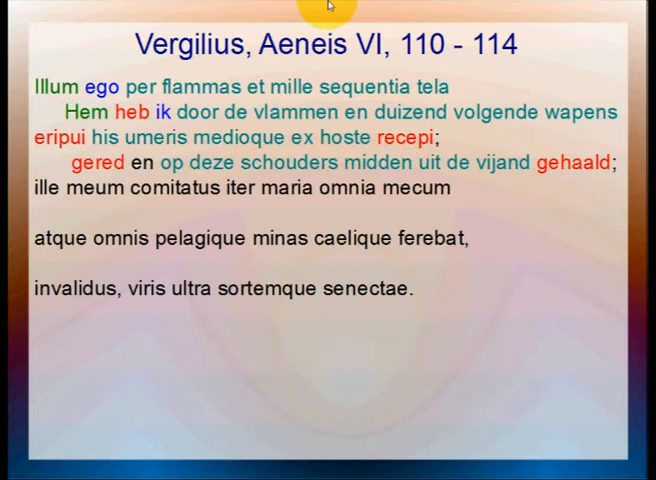 Vergilius, Aeneis VI, 110 - 114
Illum ego per flammas et mille sequentia tela
Hem heb ik door de vlammen en duizend volgende wapens
eripui his umeris medioque ex hoste recepi;
gered en op deze schouders midden uit de vijand gehaald;
ille meum comitatus iter maria omnia mecum
atque omnis pelagique minas caelique ferebat,
invalidus, viris ultra sortemque senectae.